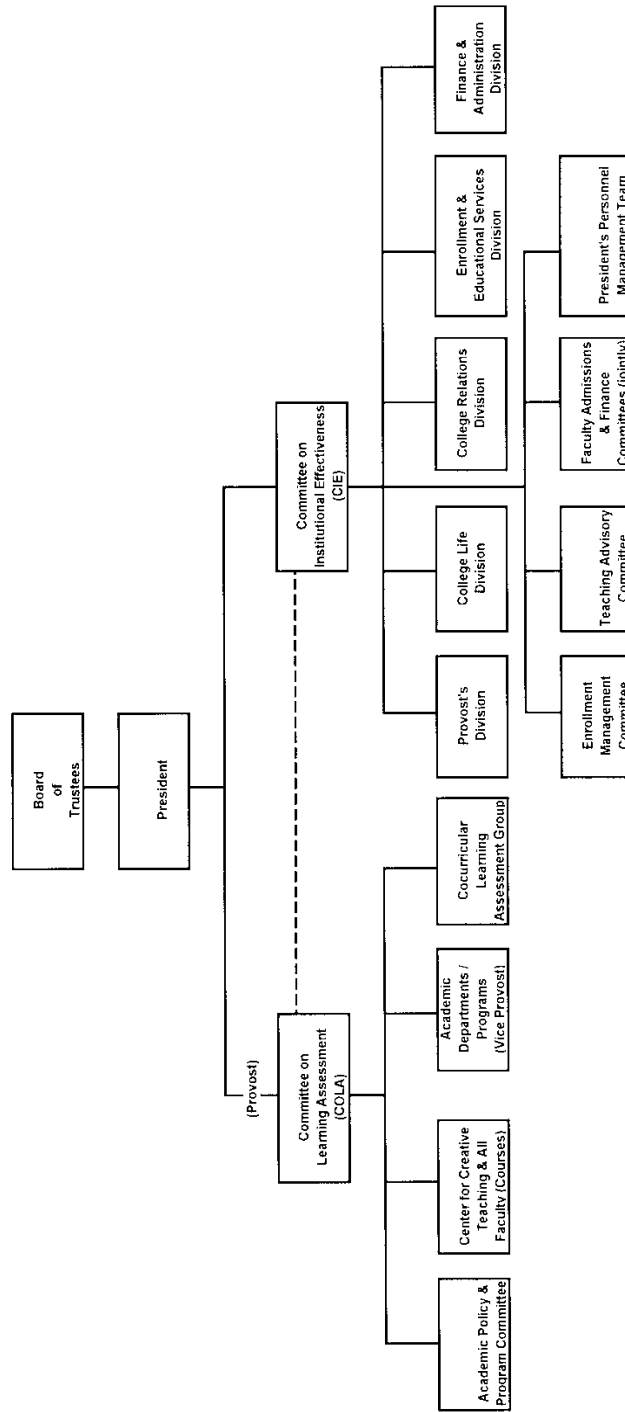 Board
of
Trustees
President
(Provost)
Committee on
Learning Assessment
(COLA)
Committee on
Institutional Effectiveness
(CIE)
Academic Policy &
Program Committee
Center for Creative
Teaching & All
Faculty (Courses)
Academic
Departments /
Programs
(Vice Provost)
Cocurricular
Learning
Assessment Group
Provost's
Division
College Life
Division
College Relations
Division
Enrollment &
Educational Services
Division
Finance &
Administration
Division
Enrollment
Management
Committee
Teaching Advisory
Committee
Faculty Admissions
& Finance
Committees (jointly)
President's Personnel
Management Team